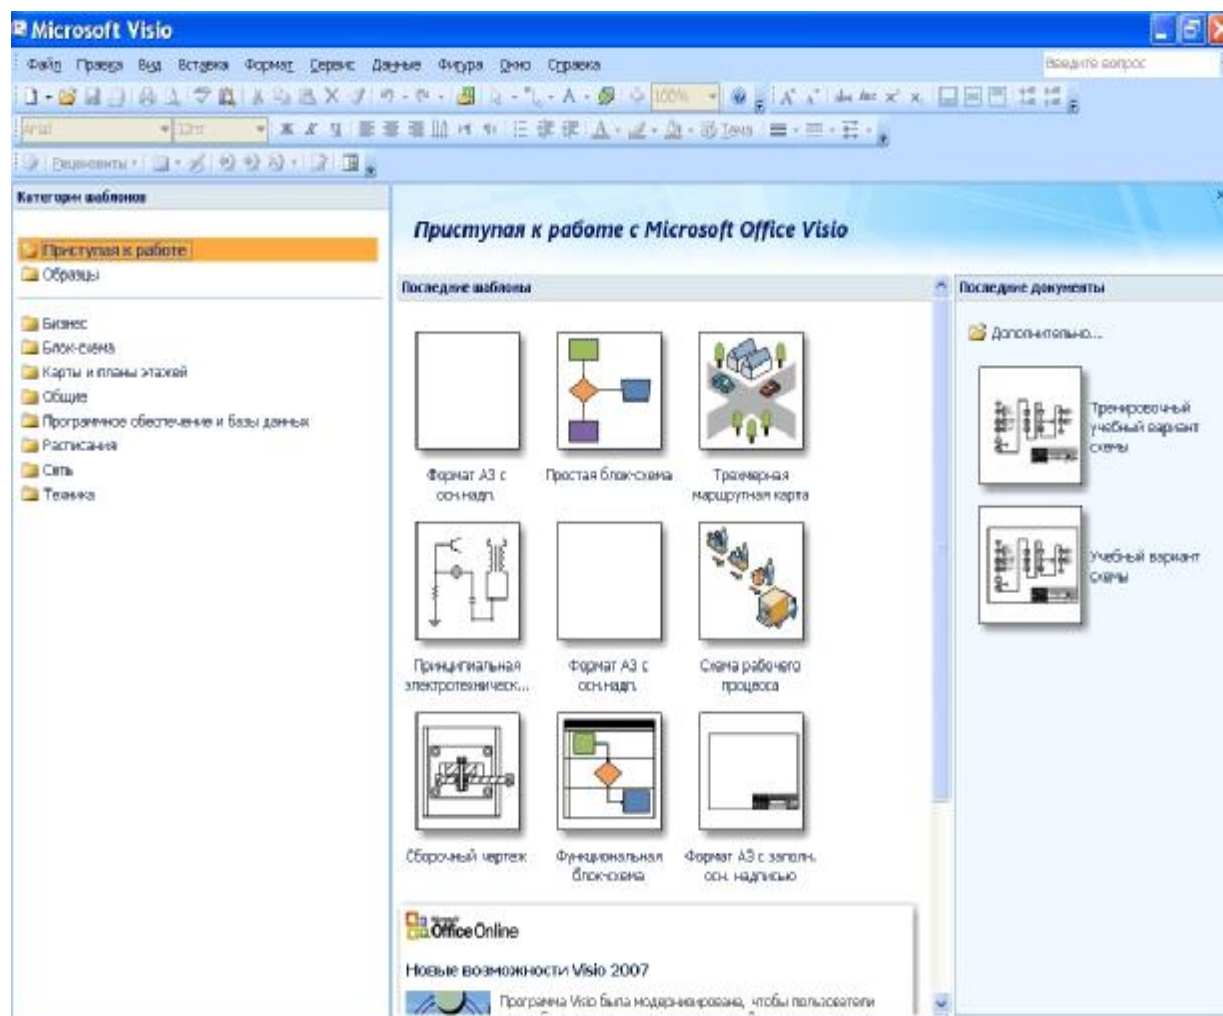 Microsoft Visio
Файл Правка Вид Вставка Формат Сервис Данные Фигура Окно Справка
Введите вопрос
100%
Arial 12пт Тема
Рецензенты
Категории шаблонов
Приступая к работе
Образцы
Бизнес
Блок-схема
Карты и планы этажей
Общие
Программное обеспечение и базы данных
Расписания
Сеть
Техника
Приступая к работе с Microsoft Office Visio
Последние шаблоны
Формат А3 с
осн.надп.
Простая блок-схема
Трехмерная
маршрутная карта
Принципиальная
электротехническ...
Формат А3 с
осн.надп.
Схема рабочего
процесса
Сборочный чертеж
Функциональная
блок-схема
Формат А3 с заполн.
осн. надписью
Microsoft
Office Online
Новые возможности Visio 2007
Программа Visio была модернизирована, чтобы пользователи
Последние документы
Дополнительно...
Тренировочный
учебный вариант
схемы
Учебный вариант
схемы